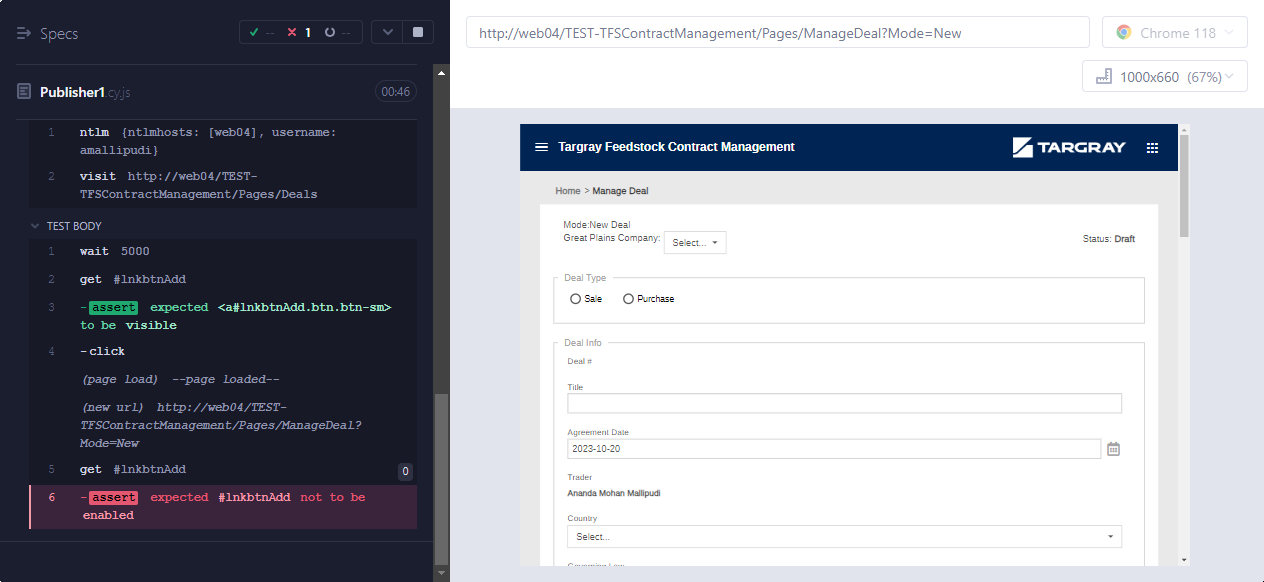 Specs
✓ -- ✕ 1 --
Publisher1.cy.js 00:46
1 ntlm {ntlmhosts: [web04], username:
amallipudi}
2 visit http://web04/TEST-
TFSContractManagement/Pages/Deals
TEST BODY
1 wait 5000
2 get #lnkbtnAdd
3 -assert expected <a#lnkbtnAdd.btn.btn-sm>
to be visible
4 -click
(page load) --page loaded--
(new url) http://web04/TEST-
TFSContractManagement/Pages/ManageDeal?
Mode=New
5 get #lnkbtnAdd 0
6 -assert expected #lnkbtnAdd not to be
enabled
http://web04/TEST-TFSContractManagement/Pages/ManageDeal?Mode=New
Chrome 118
1000x660 (67%)
Targray Feedstock Contract Management TARGRAY
Home > Manage Deal
Mode:New Deal
Great Plains Company: Select...
Status: Draft
Deal Type
Sale Purchase
Deal Info
Deal #
Title
Agreement Date
2023-10-20
Trader
Ananda Mohan Mallipudi
Country
Select...
Governing Law